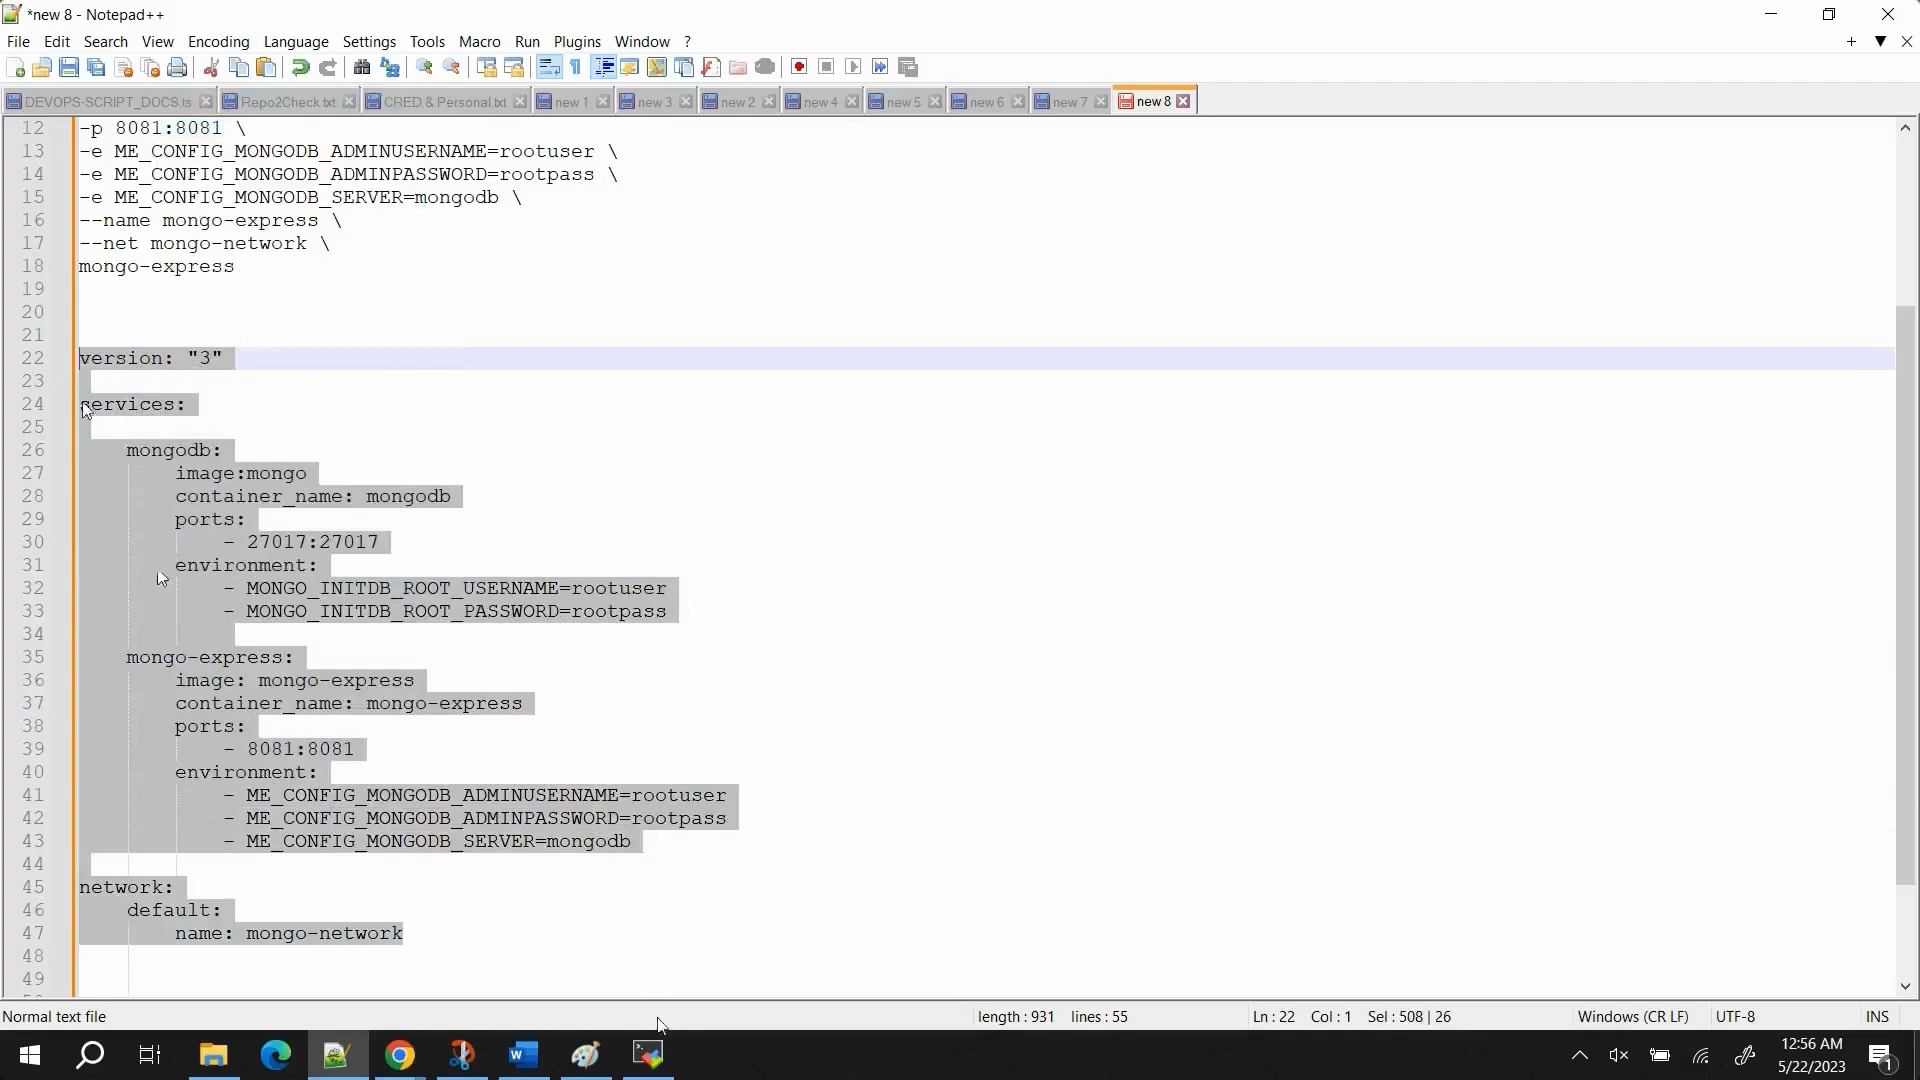 *new 8 - Notepad++
File Edit Search View Encoding Language Settings Tools Macro Run Plugins Window ?
DEVOPS-SCRIPT_DOCS.ts Repo2Check.txt CRED & Personal.txt new 1 new 3 new 2 new 4 new 5 new 6 new 7 new 8
12 -p 8081:8081 \
13 -e ME_CONFIG_MONGODB_ADMINUSERNAME=rootuser \
14 -e ME_CONFIG_MONGODB_ADMINPASSWORD=rootpass \
15 -e ME_CONFIG_MONGODB_SERVER=mongodb \
16 --name mongo-express \
17 --net mongo-network \
18 mongo-express
19
20
21
22 version: "3"
23
24 services:
25
26 mongodb:
27 image:mongo
28 container_name: mongodb
29 ports:
30 - 27017:27017
31 environment:
32 - MONGO_INITDB_ROOT_USERNAME=rootuser
33 - MONGO_INITDB_ROOT_PASSWORD=rootpass
34
35 mongo-express:
36 image: mongo-express
37 container_name: mongo-express
38 ports:
39 - 8081:8081
40 environment:
41 - ME_CONFIG_MONGODB_ADMINUSERNAME=rootuser
42 - ME_CONFIG_MONGODB_ADMINPASSWORD=rootpass
43 - ME_CONFIG_MONGODB_SERVER=mongodb
44
45 network:
46 default:
47 name: mongo-network
48
49
Normal text file length : 931 lines : 55 Ln : 22 Col : 1 Sel : 508 | 26 Windows (CR LF) UTF-8 INS
12:56 AM
5/22/2023
1